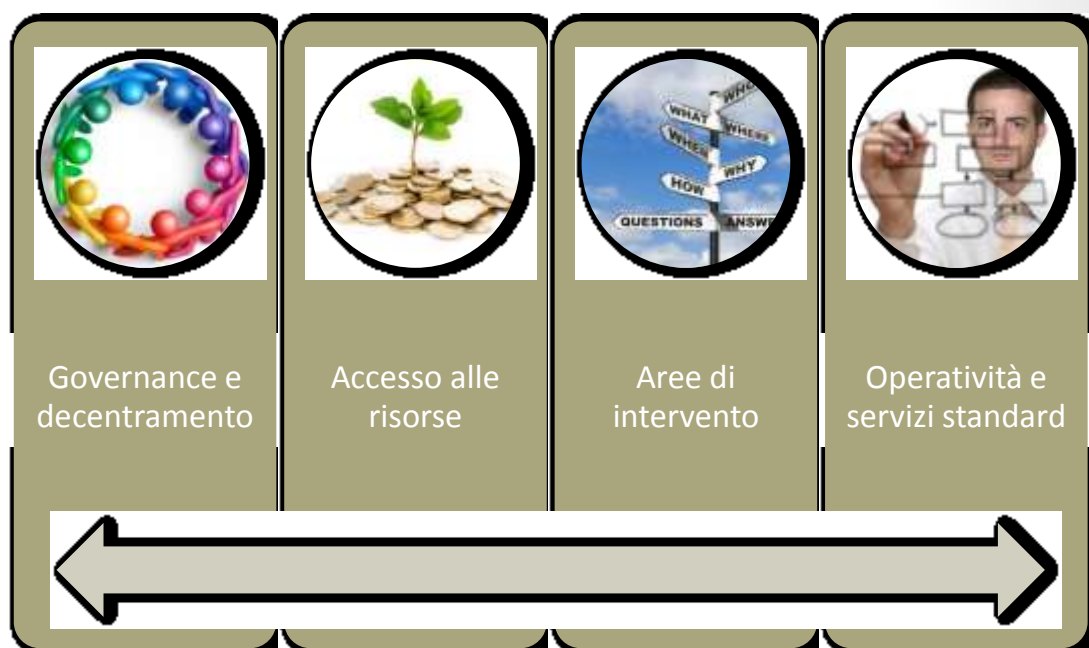 WHAT
WHERE
WHEN
WHY
HOW
QUESTIONS
Governance e
decentramento
Accesso alle
risorse
Aree di
intervento
Operatività e
servizi standard